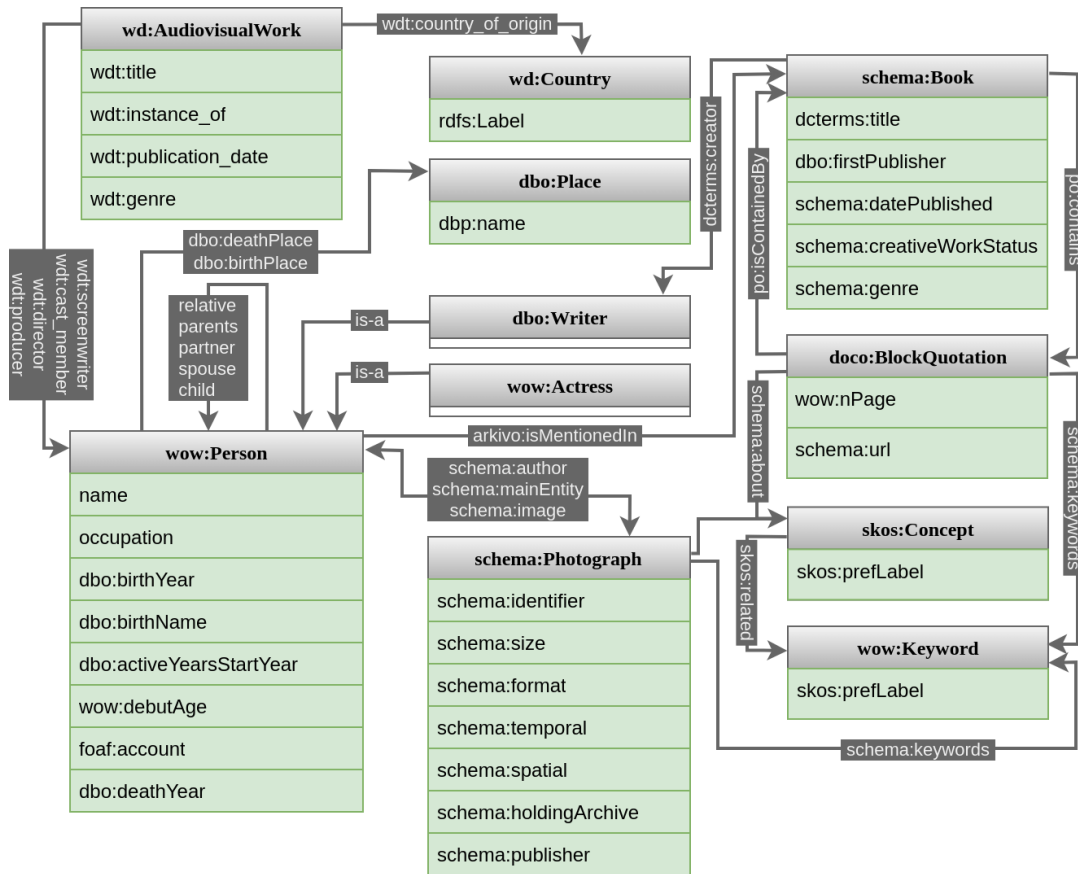 wd:AudiovisualWork
wdt:title
wdt:instance_of
wdt:publication_date
wdt:genre
wdt:country_of_origin
wd:Country
rdfs:Label
dbo:Place
dbp:name
dbo:deathPlace
dbo:birthPlace
wdt:screenwriter
wdt:cast_member
wdt:director
wdt:producer
relative
parents
partner
spouse
child
is-a
dbo:Writer
is-a
wow:Actress
dcterms:creator
po:isContainedBy
schema:Book
dcterms:title
dbo:firstPublisher
schema:datePublished
schema:creativeWorkStatus
schema:genre
po:contains
doco:BlockQuotation
wow:nPage
schema:url
schema:about
schema:keywords
arkivo:isMentionedIn
wow:Person
name
occupation
dbo:birthYear
dbo:birthName
dbo:activeYearsStartYear
wow:debutAge
foaf:account
dbo:deathYear
schema:author
schema:mainEntity
schema:image
schema:Photograph
schema:identifier
schema:size
schema:format
schema:temporal
schema:spatial
schema:holdingArchive
schema:publisher
skos:Concept
skos:prefLabel
skos:related
wow:Keyword
skos:prefLabel
schema:keywords